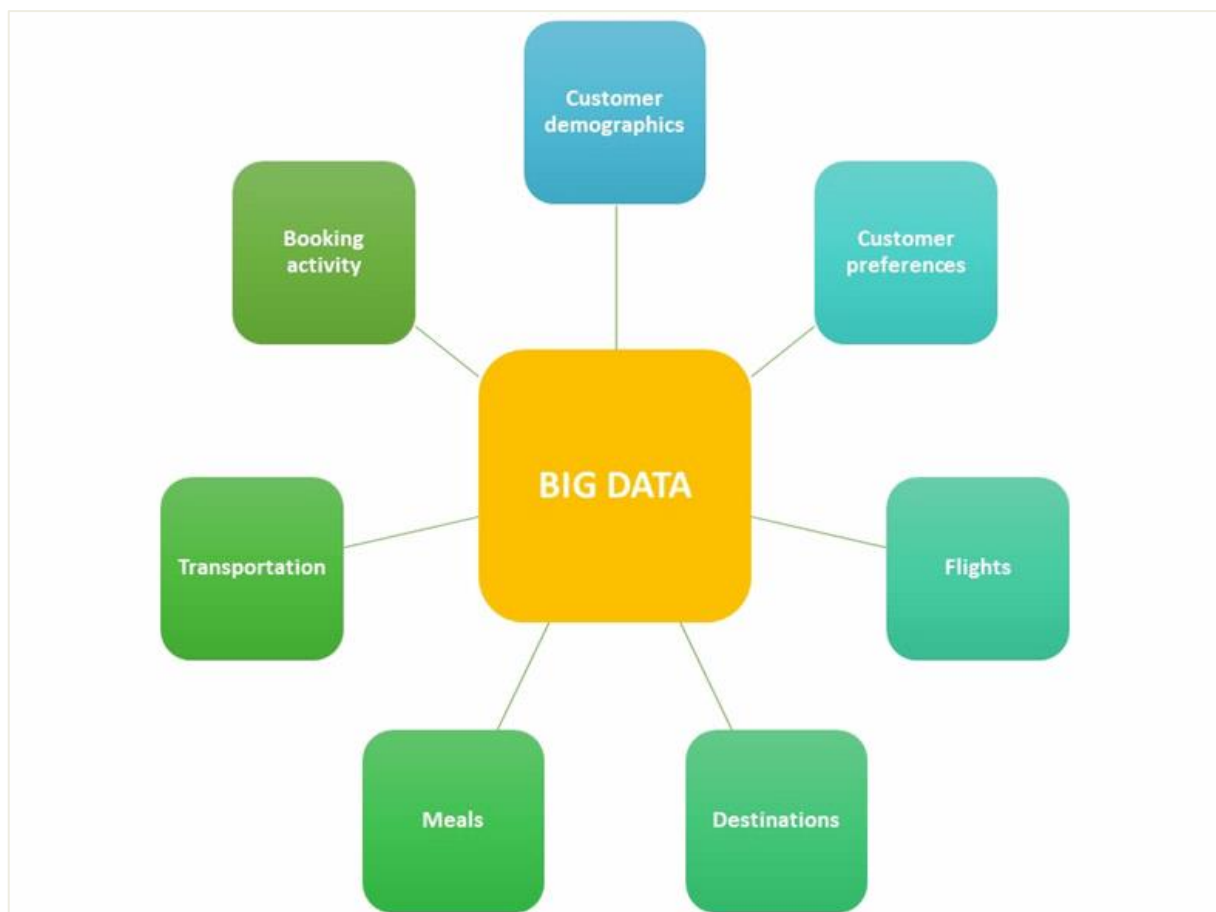 Customer
demographics
Customer
preferences
Flights
Destinations
Meals
Transportation
Booking
activity
BIG DATA